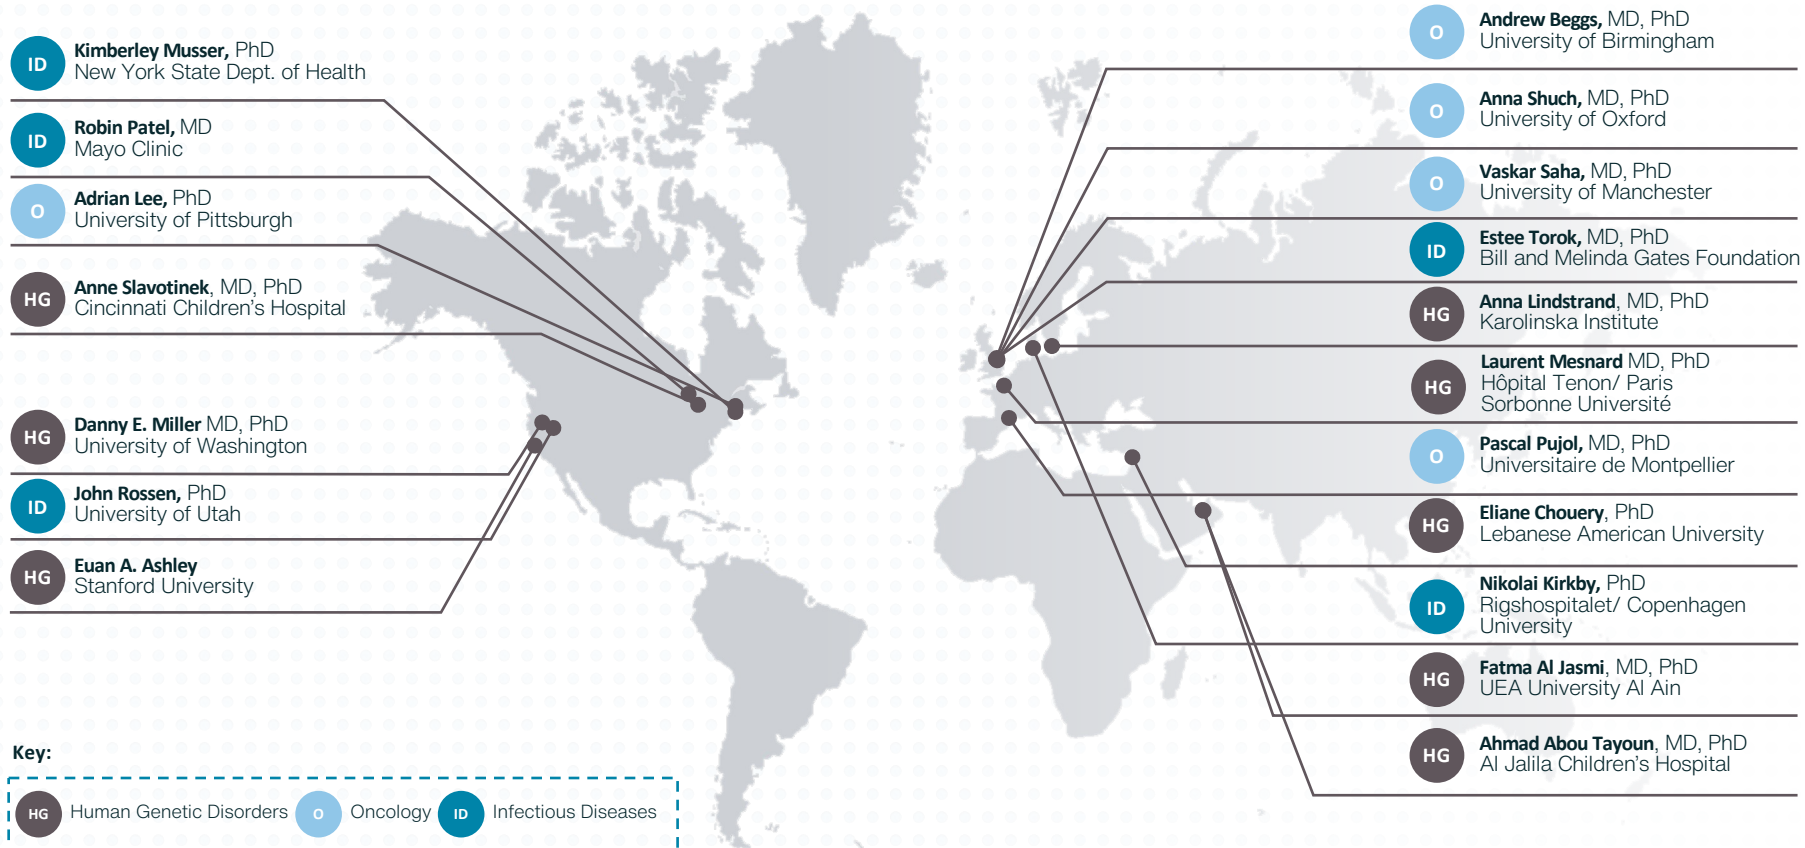 ID
Kimberley Musser, PhD
New York State Dept. of Health
ID
Robin Patel, MD
Mayo Clinic
O
Adrian Lee, PhD
University of Pittsburgh
HG
Anne Slavotinek, MD, PhD
Cincinnati Children's Hospital
HG
Danny E. Miller MD, PhD
University of Washington
ID
John Rossen, PhD
University of Utah
HG
Euan A. Ashley
Stanford University
O
Andrew Beggs, MD, PhD
University of Birmingham
O
Anna Shuch, MD, PhD
University of Oxford
O
Vaskar Saha, MD, PhD
University of Manchester
ID
Estee Torok, MD, PhD
Bill and Melinda Gates Foundation
HG
Anna Lindstrand, MD, PhD
Karolinska Institute
HG
Laurent Mesnard MD, PhD
Hôpital Tenon/ Paris
Sorbonne Université
O
Pascal Pujol, MD, PhD
Universitaire de Montpellier
HG
Eliane Chouery, PhD
Lebanese American University
ID
Nikolai Kirkby, PhD
Rigshospitalet/ Copenhagen
University
HG
Fatma Al Jasmi, MD, PhD
UEA University Al Ain
HG
Ahmad Abou Tayoun, MD, PhD
Al Jalila Children's Hospital
Key:
HG Human Genetic Disorders O Oncology ID Infectious Diseases